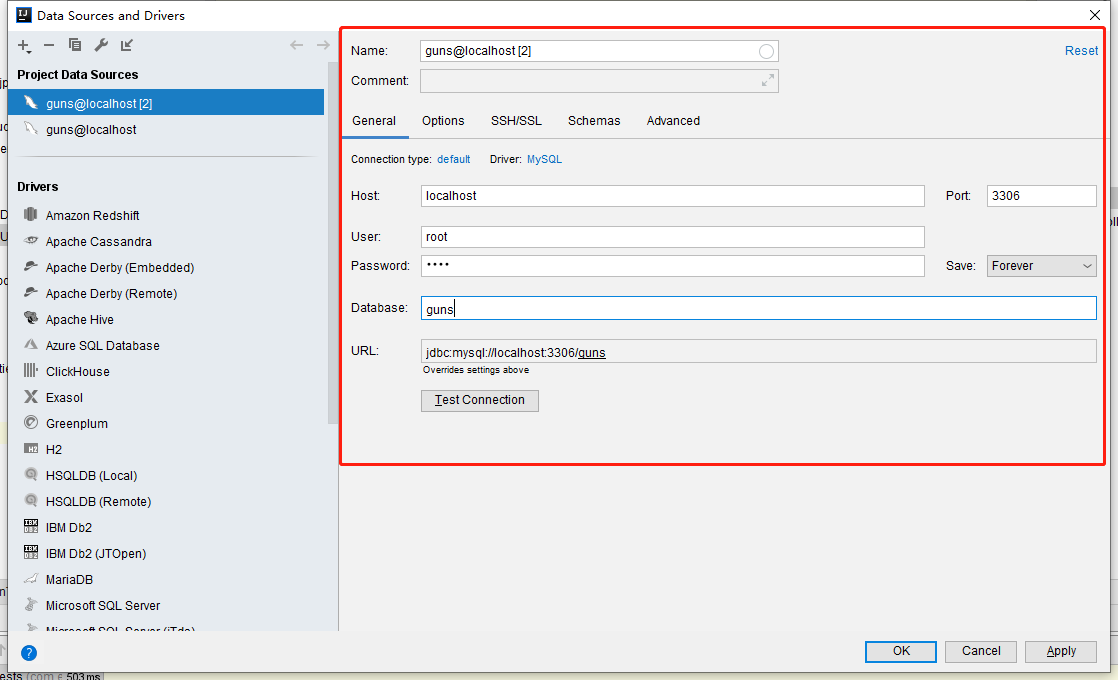 Data Sources and Drivers
Project Data Sources
guns@localhost [2]
guns@localhost
Drivers
Amazon Redshift
Apache Cassandra
Apache Derby (Embedded)
Apache Derby (Remote)
Apache Hive
Azure SQL Database
ClickHouse
Exasol
Greenplum
H2
HSQLDB (Local)
HSQLDB (Remote)
IBM Db2
IBM Db2 (JTOpen)
MariaDB
Microsoft SQL Server
Microsoft SQL Server (jTds)
Name: guns@localhost [2] Reset
Comment:
General Options SSH/SSL Schemas Advanced
Connection type: default Driver: MySQL
Host: localhost Port: 3306
User: root
Password: •••• Save: Forever
Database: guns
URL: jdbc:mysql://localhost:3306/guns
Overrides settings above
Test Connection
? OK Cancel Apply
503 ms